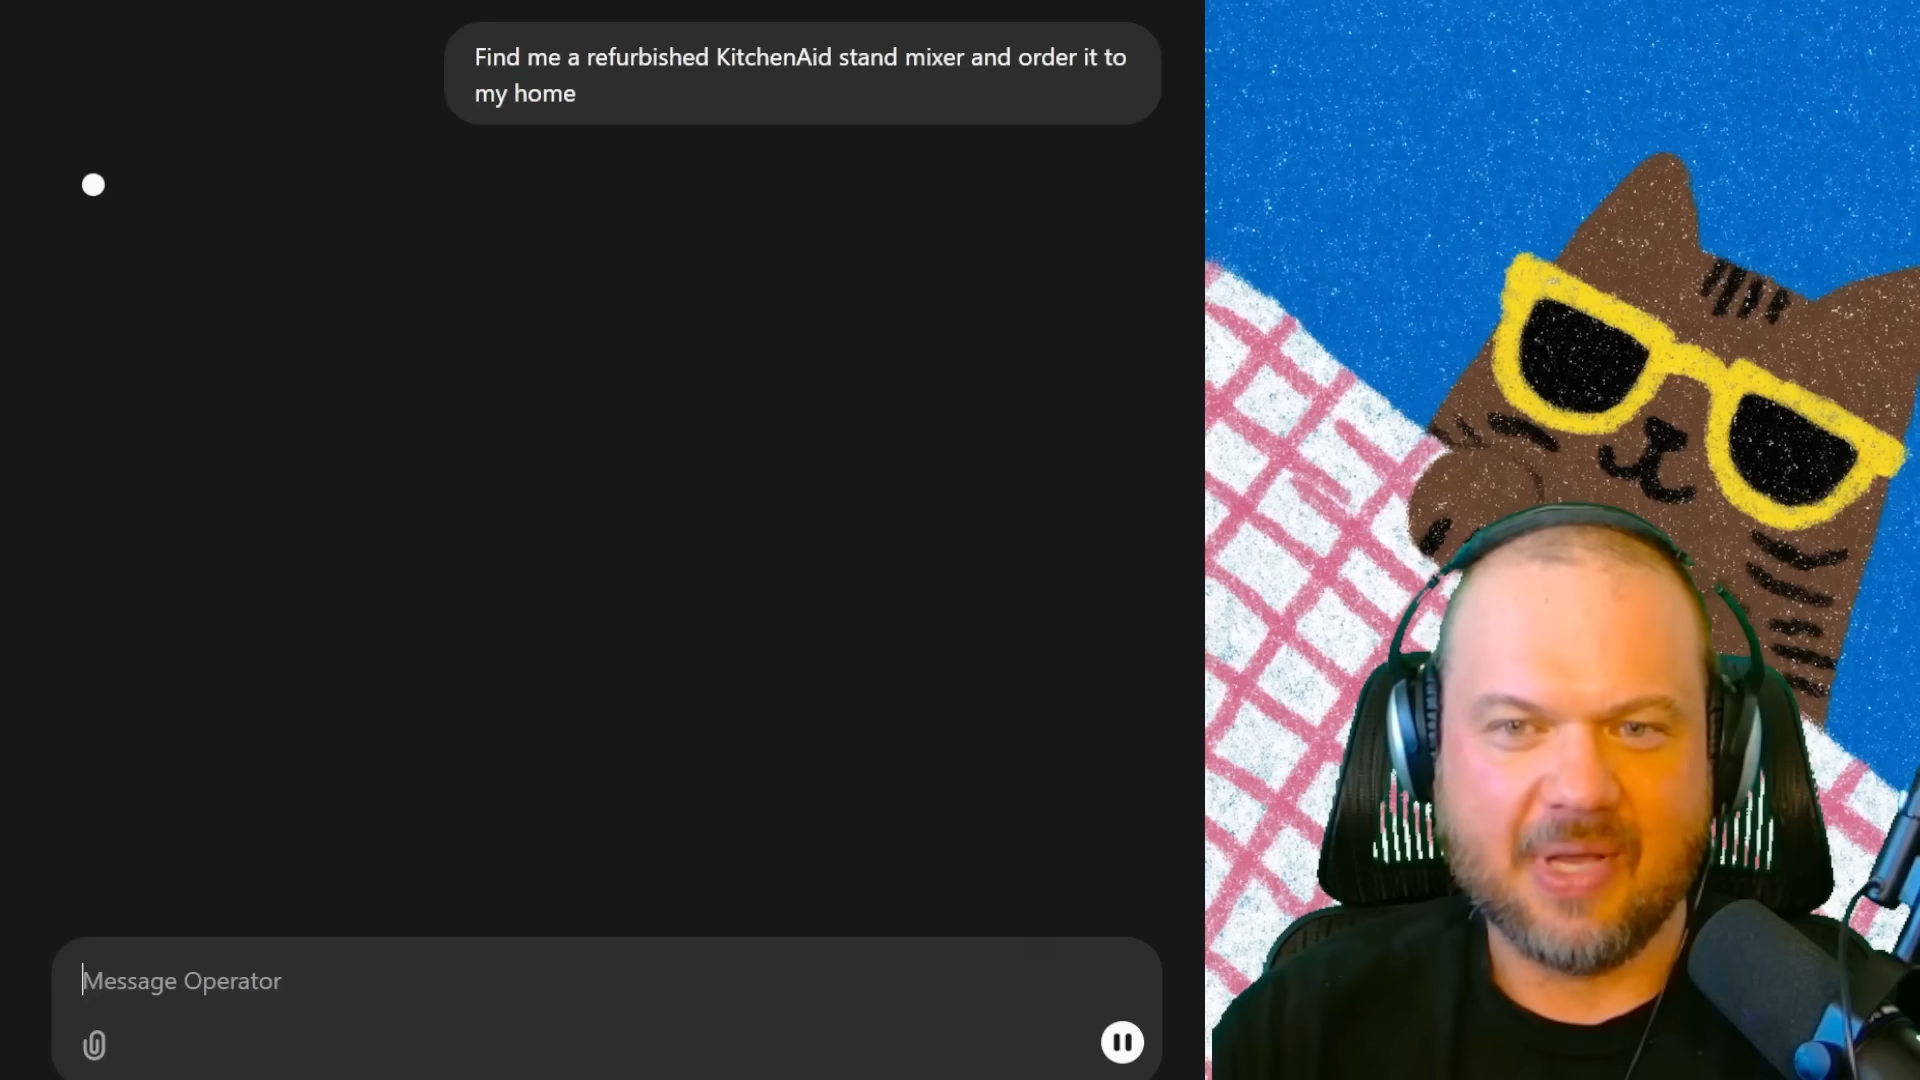 Find me a refurbished KitchenAid stand mixer and order it to
my home
Message Operator